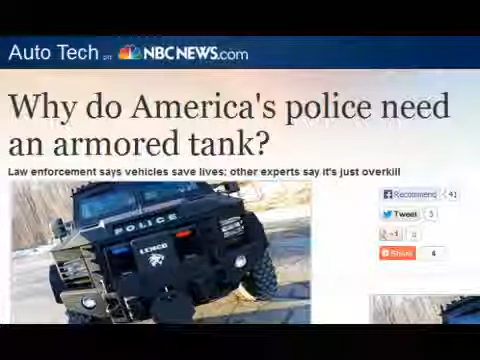 Auto Tech on NBCNEWS.com
Why do America's police need
an armored tank?
Law enforcement says vehicles save lives; other experts say it's just overkill
Recommend 41
Tweet 5
+1 0
Share 4
POLICE
LENCO